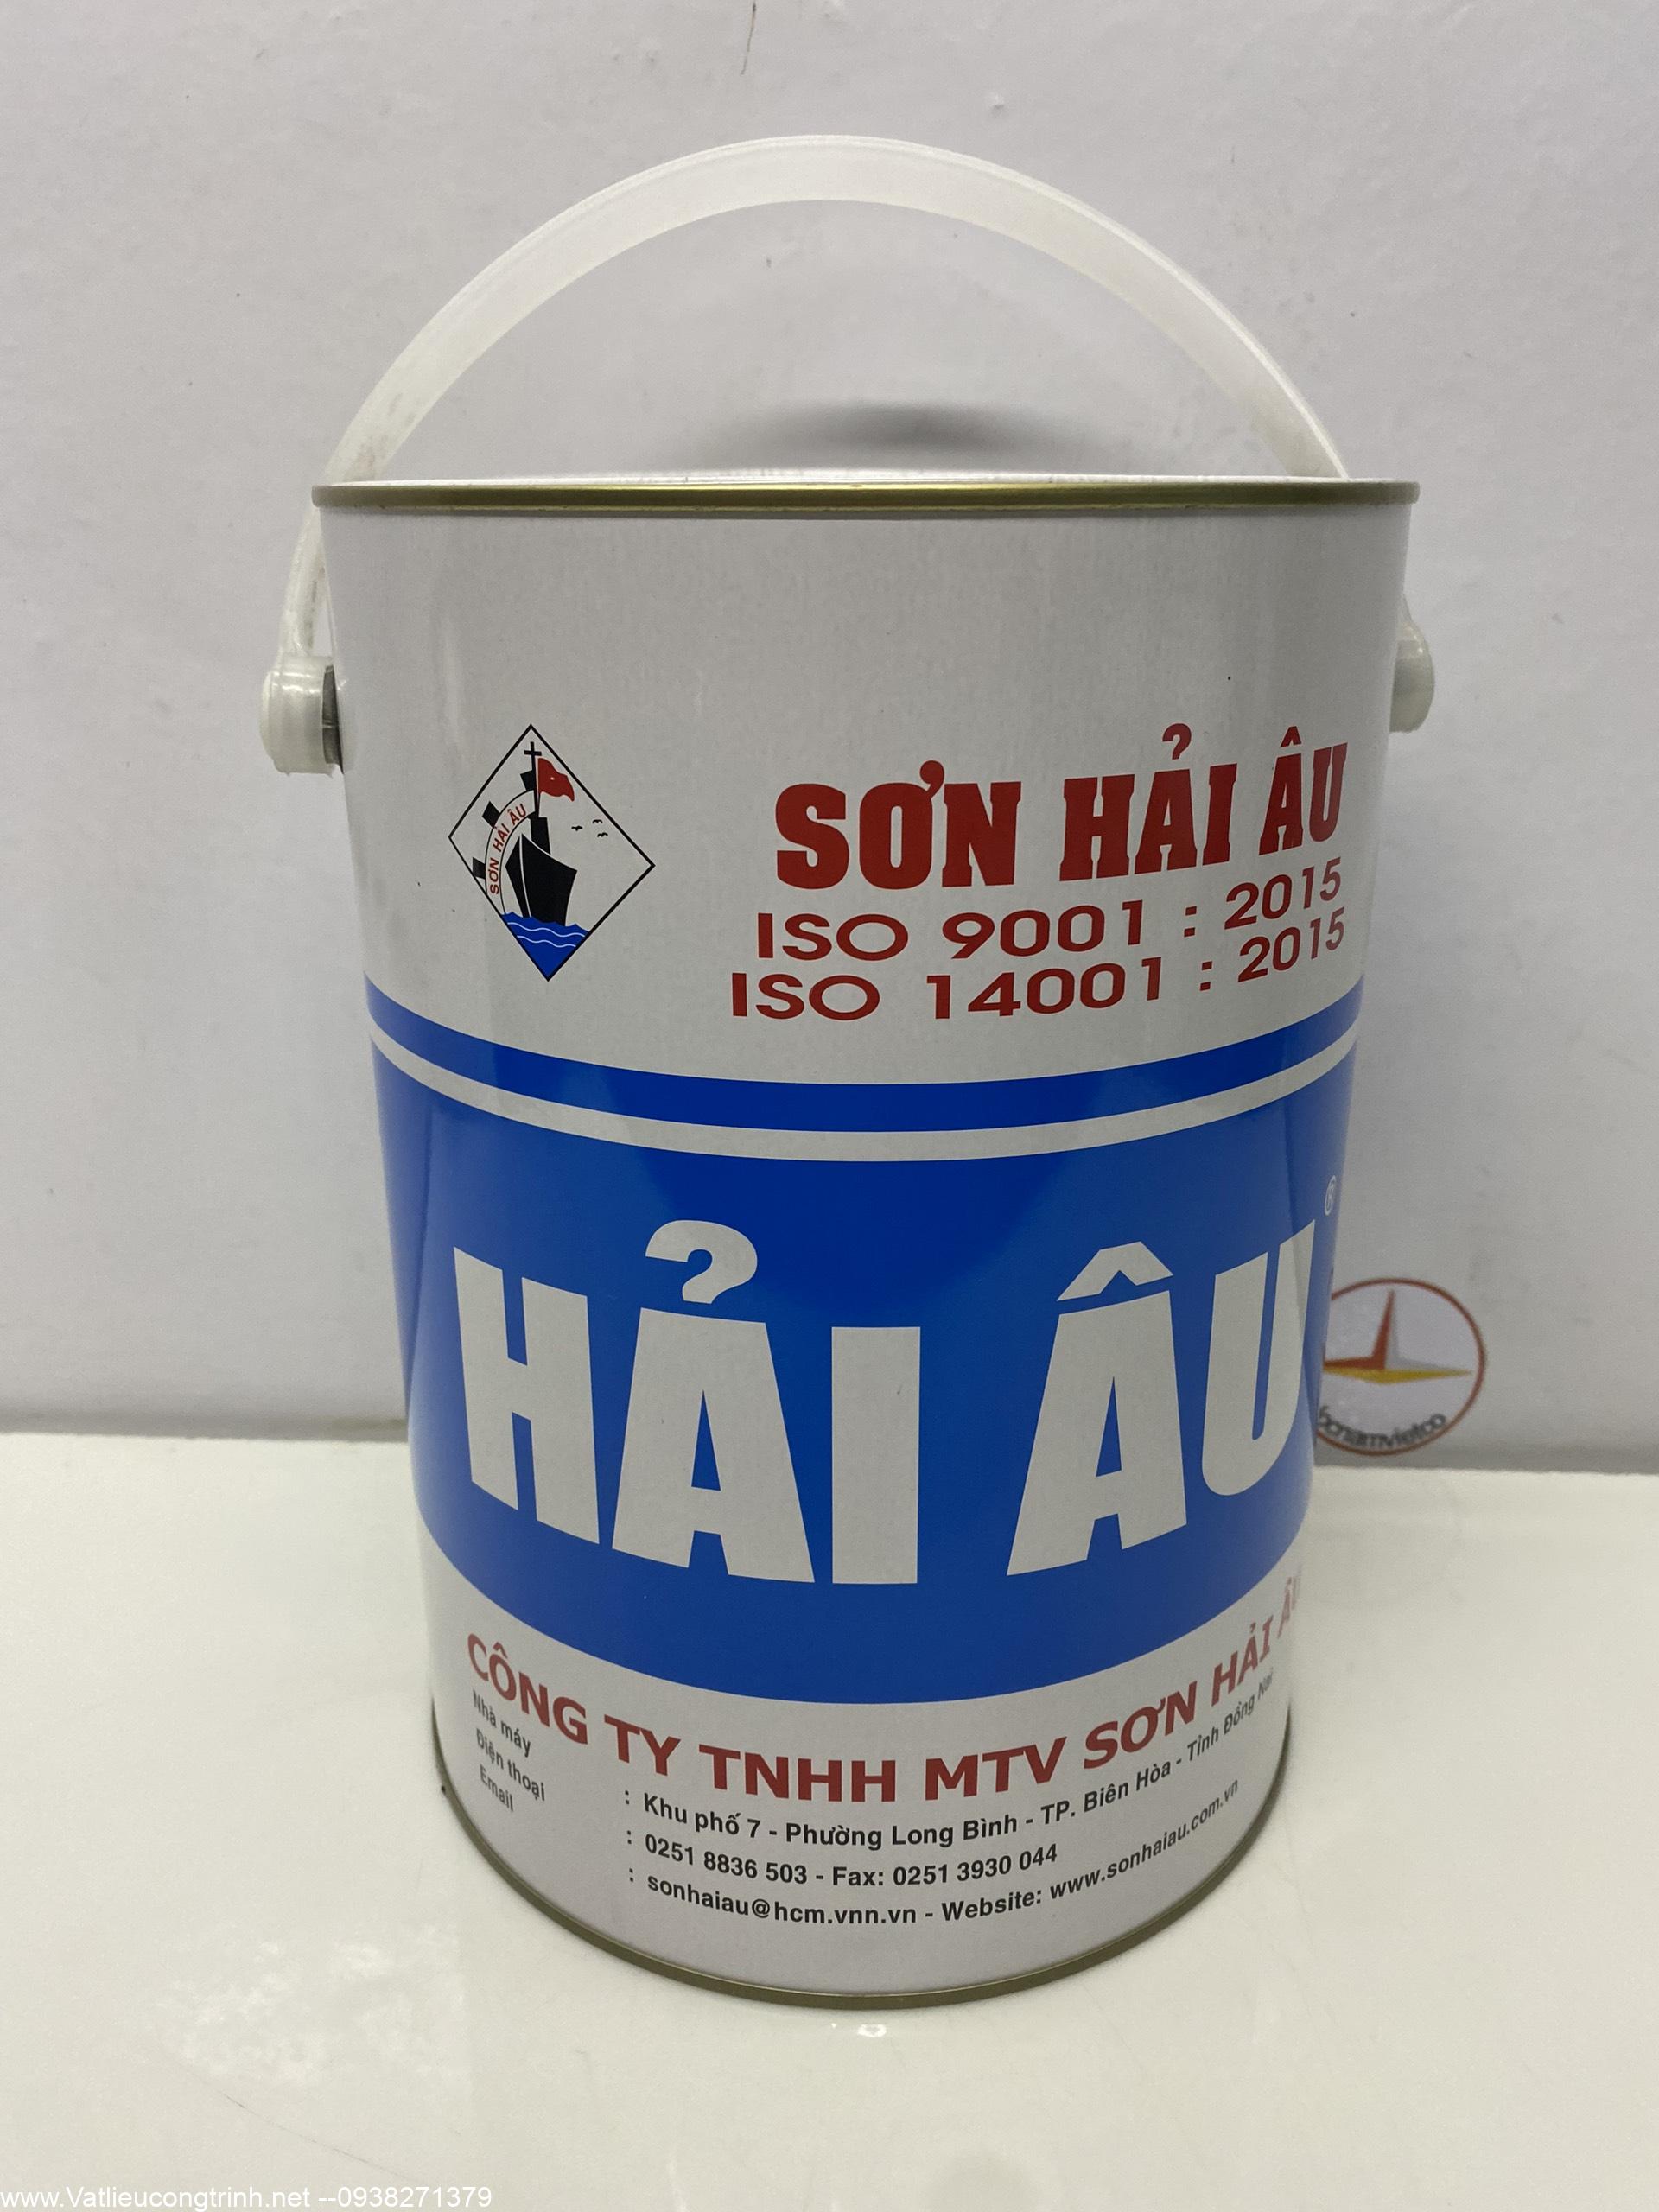 SƠN HẢI ÂU
SƠN HẢI ÂU
ISO 9001 : 2015
ISO 14001 : 2015
HẢI ÂU ®
bcnamvietco
CÔNG TY TNHH MTV SƠN HẢI ÂU
Nhà máy : Khu phố 7 - Phường Long Bình - TP. Biên Hòa - Tỉnh Đồng Nai
Điện thoại : 0251 8836 503 - Fax: 0251 3930 044
Email : sonhaiau@hcm.vnn.vn - Website: www.sonhaiau.com.vn
www.Vatlieucongtrinh.net --0938271379